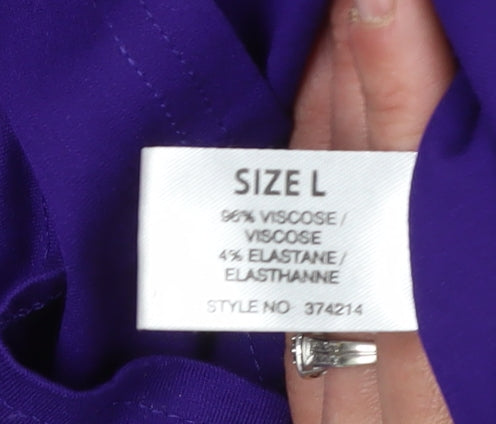 SIZE L
96% VISCOSE /
VISCOSE
4% ELASTANE /
ELASTHANNE
STYLE NO 374214